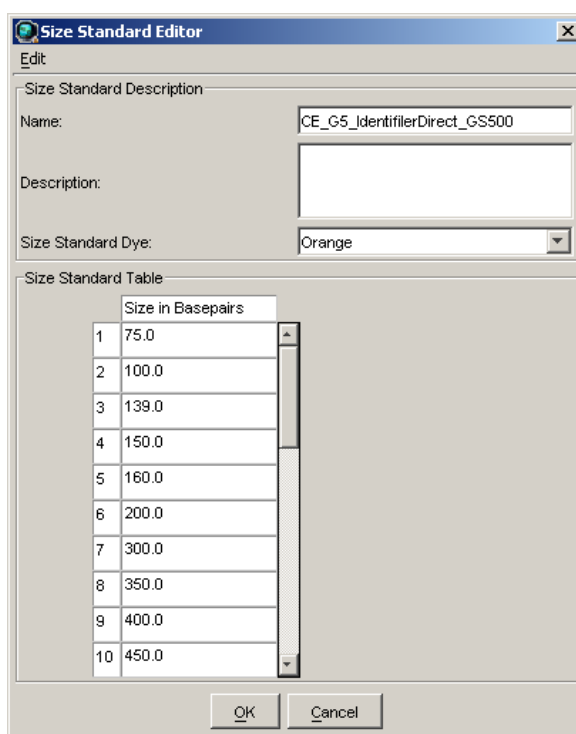 Size Standard Editor
Edit
Size Standard Description
Name: CE_G5_IdentifilerDirect_GS500
Description:
Size Standard Dye: Orange
Size Standard Table
Size in Basepairs
1 75.0
2 100.0
3 139.0
4 150.0
5 160.0
6 200.0
7 300.0
8 350.0
9 400.0
10 450.0
OK Cancel